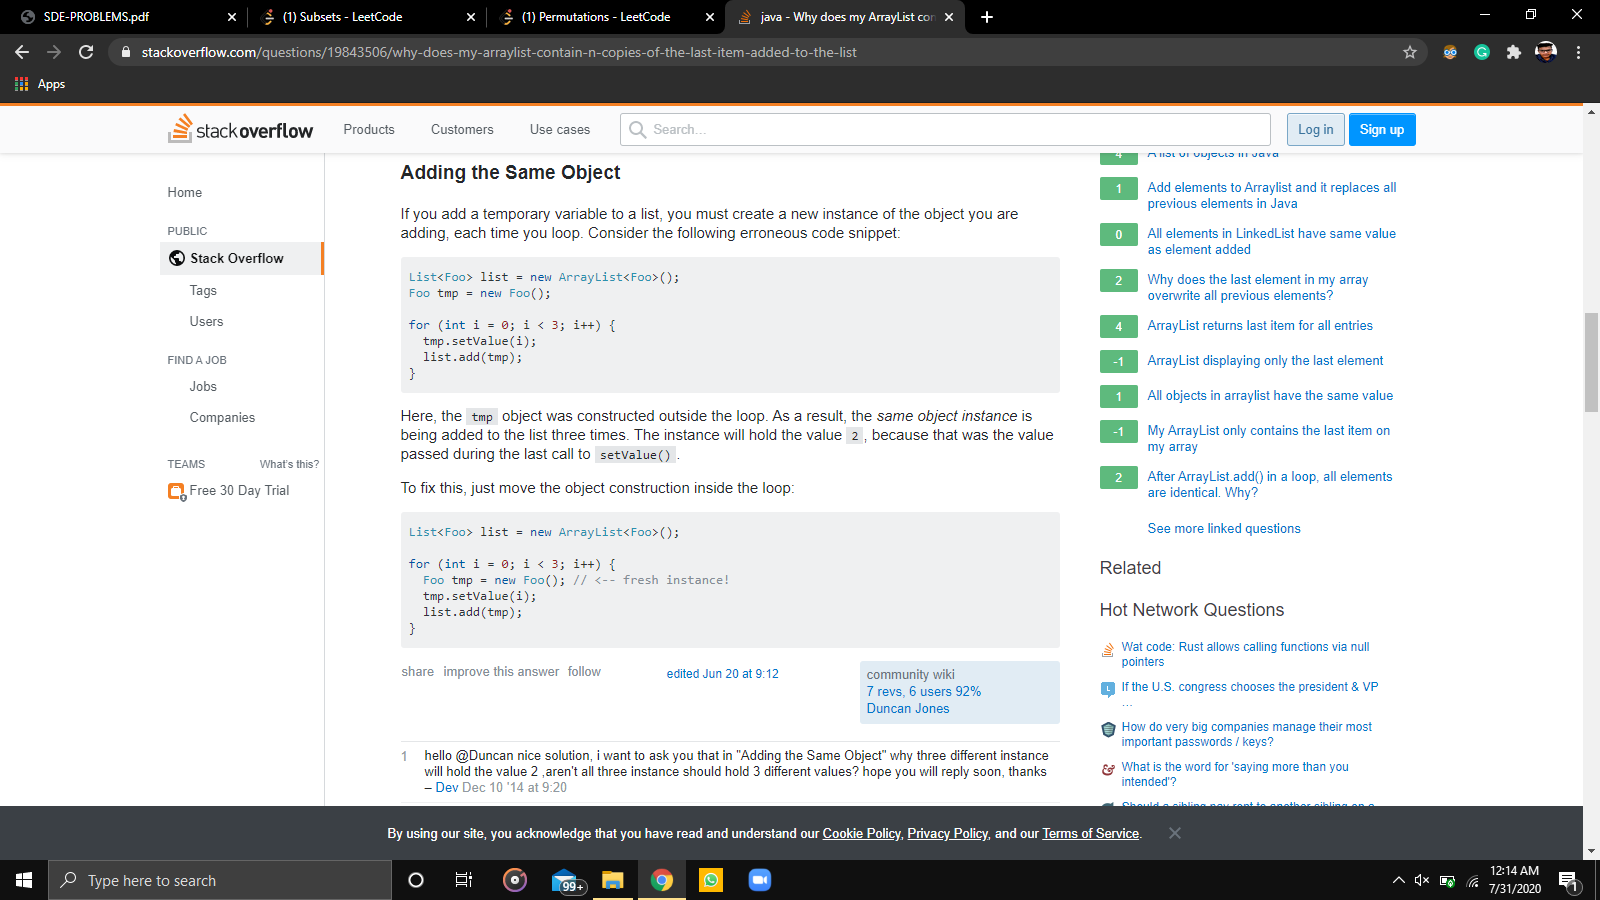 SDE-PROBLEMS.pdf
(1) Subsets - LeetCode
(1) Permutations - LeetCode
java - Why does my ArrayList con
stackoverflow.com/questions/19843506/why-does-my-arraylist-contain-n-copies-of-the-last-item-added-to-the-list
Apps
stackoverflow
Products
Customers
Use cases
Search...
Log in
Sign up
Home
PUBLIC
Stack Overflow
Tags
Users
FIND A JOB
Jobs
Companies
TEAMS
What's this?
Free 30 Day Trial
Adding the Same Object
If you add a temporary variable to a list, you must create a new instance of the object you are
adding, each time you loop. Consider the following erroneous code snippet:
List<Foo> list = new ArrayList<Foo>();
Foo tmp = new Foo();
for (int i = 0; i < 3; i++) {
tmp.setValue(i);
list.add(tmp);
}
Here, the tmp object was constructed outside the loop. As a result, the same object instance is
being added to the list three times. The instance will hold the value 2, because that was the value
passed during the last call to setValue().
To fix this, just move the object construction inside the loop:
List<Foo> list = new ArrayList<Foo>();
for (int i = 0; i < 3; i++) {
Foo tmp = new Foo(); // <-- fresh instance!
tmp.setValue(i);
list.add(tmp);
}
share improve this answer follow
edited Jun 20 at 9:12
community wiki
7 revs, 6 users 92%
Duncan Jones
1
hello @Duncan nice solution, i want to ask you that in "Adding the Same Object" why three different instance
will hold the value 2 ,aren't all three instance should hold 3 different values? hope you will reply soon, thanks
– Dev Dec 10 '14 at 9:20
4 A list of objects in Java
1 Add elements to Arraylist and it replaces all
previous elements in Java
0 All elements in LinkedList have same value
as element added
2 Why does the last element in my array
overwrite all previous elements?
4 ArrayList returns last item for all entries
-1 ArrayList displaying only the last element
1 All objects in arraylist have the same value
-1 My ArrayList only contains the last item on
my array
2 After ArrayList.add() in a loop, all elements
are identical. Why?
See more linked questions
Related
Hot Network Questions
Wat code: Rust allows calling functions via null
pointers
If the U.S. congress chooses the president & VP
...
How do very big companies manage their most
important passwords / keys?
What is the word for 'saying more than you
intended'?
Should a sibling pay rent to another sibling on a
By using our site, you acknowledge that you have read and understand our Cookie Policy, Privacy Policy, and our Terms of Service.
Type here to search
99+
12:14 AM
7/31/2020
1